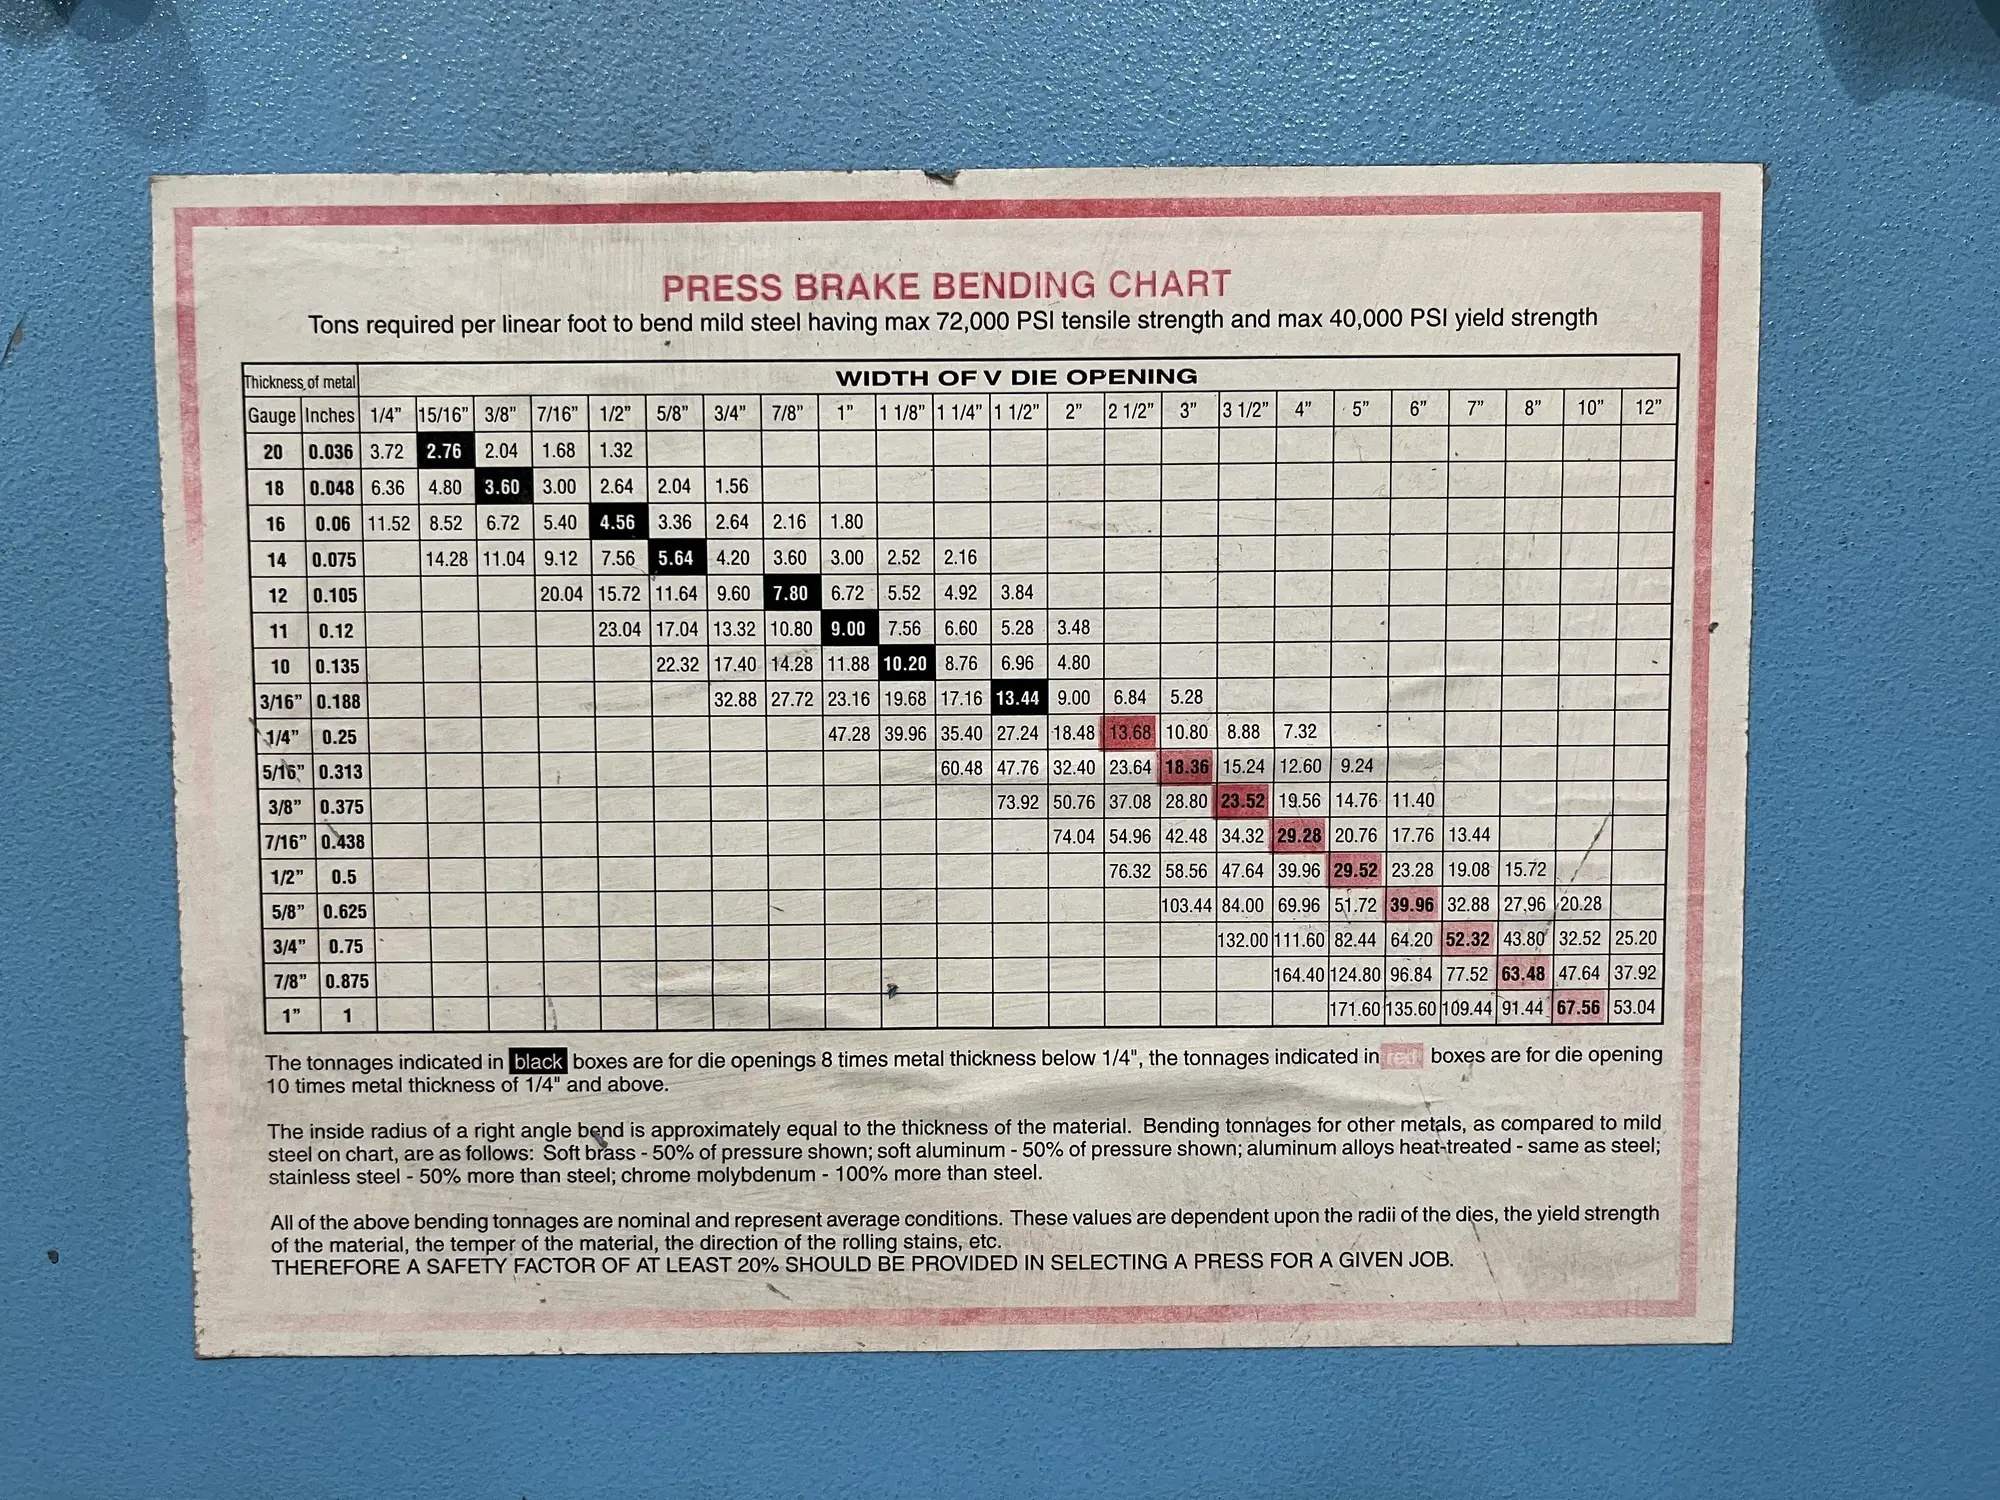 PRESS BRAKE BENDING CHART
Tons required per linear foot to bend mild steel having max 72,000 PSI tensile strength and max 40,000 PSI yield strength
Thickness of metal WIDTH OF V DIE OPENING
Gauge Inches 1/4” 15/16” 3/8” 7/16” 1/2” 5/8” 3/4” 7/8” 1” 1 1/8” 1 1/4” 1 1/2” 2” 2 1/2” 3” 3 1/2” 4” 5” 6” 7” 8” 10” 12”
20 0.036 3.72 2.76 2.04 1.68 1.32
18 0.048 6.36 4.80 3.60 3.00 2.64 2.04 1.56
16 0.06 11.52 8.52 6.72 5.40 4.56 3.36 2.64 2.16 1.80
14 0.075 14.28 11.04 9.12 7.56 5.64 4.20 3.60 3.00 2.52 2.16
12 0.105 20.04 15.72 11.64 9.60 7.80 6.72 5.52 4.92 3.84
11 0.12 23.04 17.04 13.32 10.80 9.00 7.56 6.60 5.28 3.48
10 0.135 22.32 17.40 14.28 11.88 10.20 8.76 6.96 4.80
3/16” 0.188 32.88 27.72 23.16 19.68 17.16 13.44 9.00 6.84 5.28
1/4” 0.25 47.28 39.96 35.40 27.24 18.48 13.68 10.80 8.88 7.32
5/16” 0.313 60.48 47.76 32.40 23.64 18.36 15.24 12.60 9.24
3/8” 0.375 73.92 50.76 37.08 28.80 23.52 19.56 14.76 11.40
7/16” 0.438 74.04 54.96 42.48 34.32 29.28 20.76 17.76 13.44
1/2” 0.5 76.32 58.56 47.64 39.96 29.52 23.28 19.08 15.72
5/8” 0.625 103.44 84.00 69.96 51.72 39.96 32.88 27.96 20.28
3/4” 0.75 132.00 111.60 82.44 64.20 52.32 43.80 32.52 25.20
7/8” 0.875 164.40 124.80 96.84 77.52 63.48 47.64 37.92
1” 1 171.60 135.60 109.44 91.44 67.56 53.04
The tonnages indicated in black boxes are for die openings 8 times metal thickness below 1/4", the tonnages indicated in red boxes are for die opening
10 times metal thickness of 1/4" and above.
The inside radius of a right angle bend is approximately equal to the thickness of the material. Bending tonnages for other metals, as compared to mild
steel on chart, are as follows: Soft brass - 50% of pressure shown; soft aluminum - 50% of pressure shown; aluminum alloys heat-treated - same as steel;
stainless steel - 50% more than steel; chrome molybdenum - 100% more than steel.
All of the above bending tonnages are nominal and represent average conditions. These values are dependent upon the radii of the dies, the yield strength
of the material, the temper of the material, the direction of the rolling stains, etc.
THEREFORE A SAFETY FACTOR OF AT LEAST 20% SHOULD BE PROVIDED IN SELECTING A PRESS FOR A GIVEN JOB.